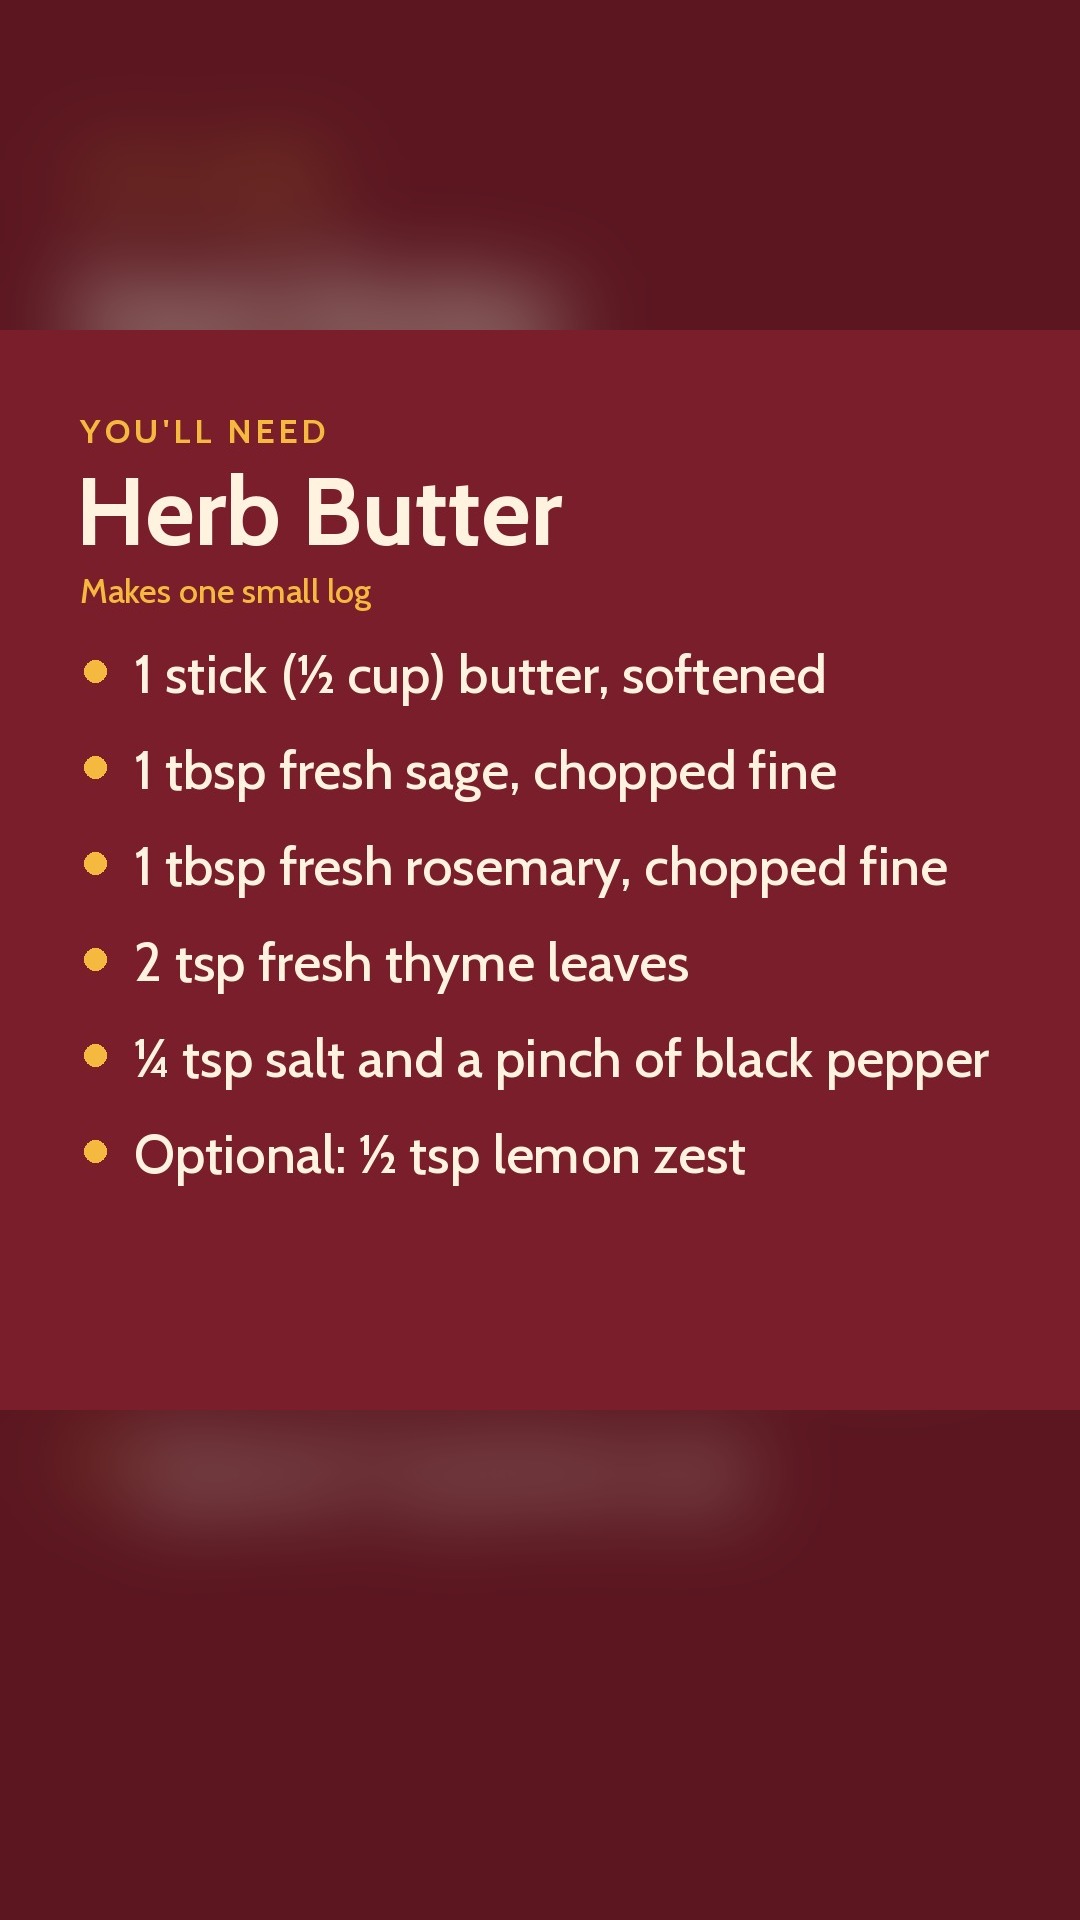 YOU'LL NEED
Herb Butter
Makes one small log
1 stick (½ cup) butter, softened
1 tbsp fresh sage, chopped fine
1 tbsp fresh rosemary, chopped fine
2 tsp fresh thyme leaves
¼ tsp salt and a pinch of black pepper
Optional: ½ tsp lemon zest